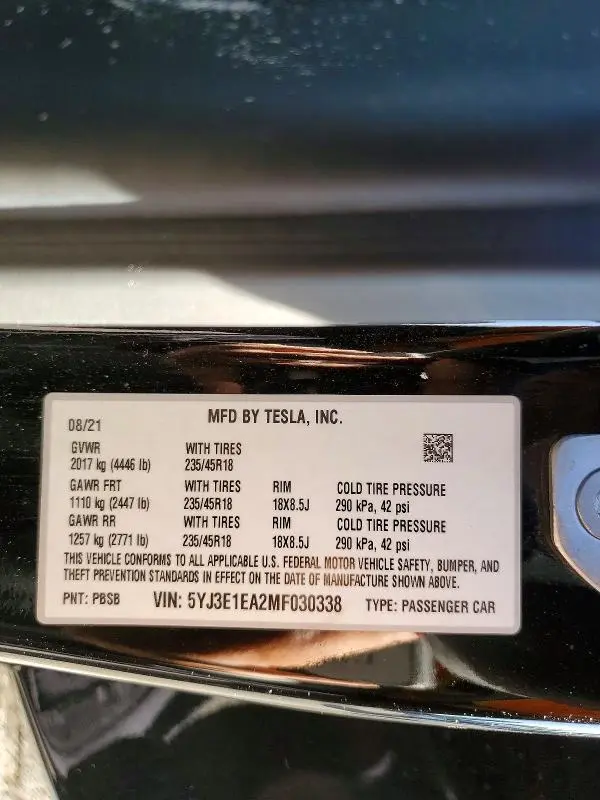 MFD BY TESLA, INC.
08/21
GVWR WITH TIRES
2017 kg (4446 lb) 235/45R18
GAWR FRT WITH TIRES RIM COLD TIRE PRESSURE
1110 kg (2447 lb) 235/45R18 18X8.5J 290 kPa, 42 psi
GAWR RR WITH TIRES RIM COLD TIRE PRESSURE
1257 kg (2771 lb) 235/45R18 18X8.5J 290 kPa, 42 psi
THIS VEHICLE CONFORMS TO ALL APPLICABLE U.S. FEDERAL MOTOR VEHICLE SAFETY, BUMPER, AND
THEFT PREVENTION STANDARDS IN EFFECT ON THE DATE OF MANUFACTURE SHOWN ABOVE.
PNT: PBSB VIN: 5YJ3E1EA2MF030338 TYPE: PASSENGER CAR